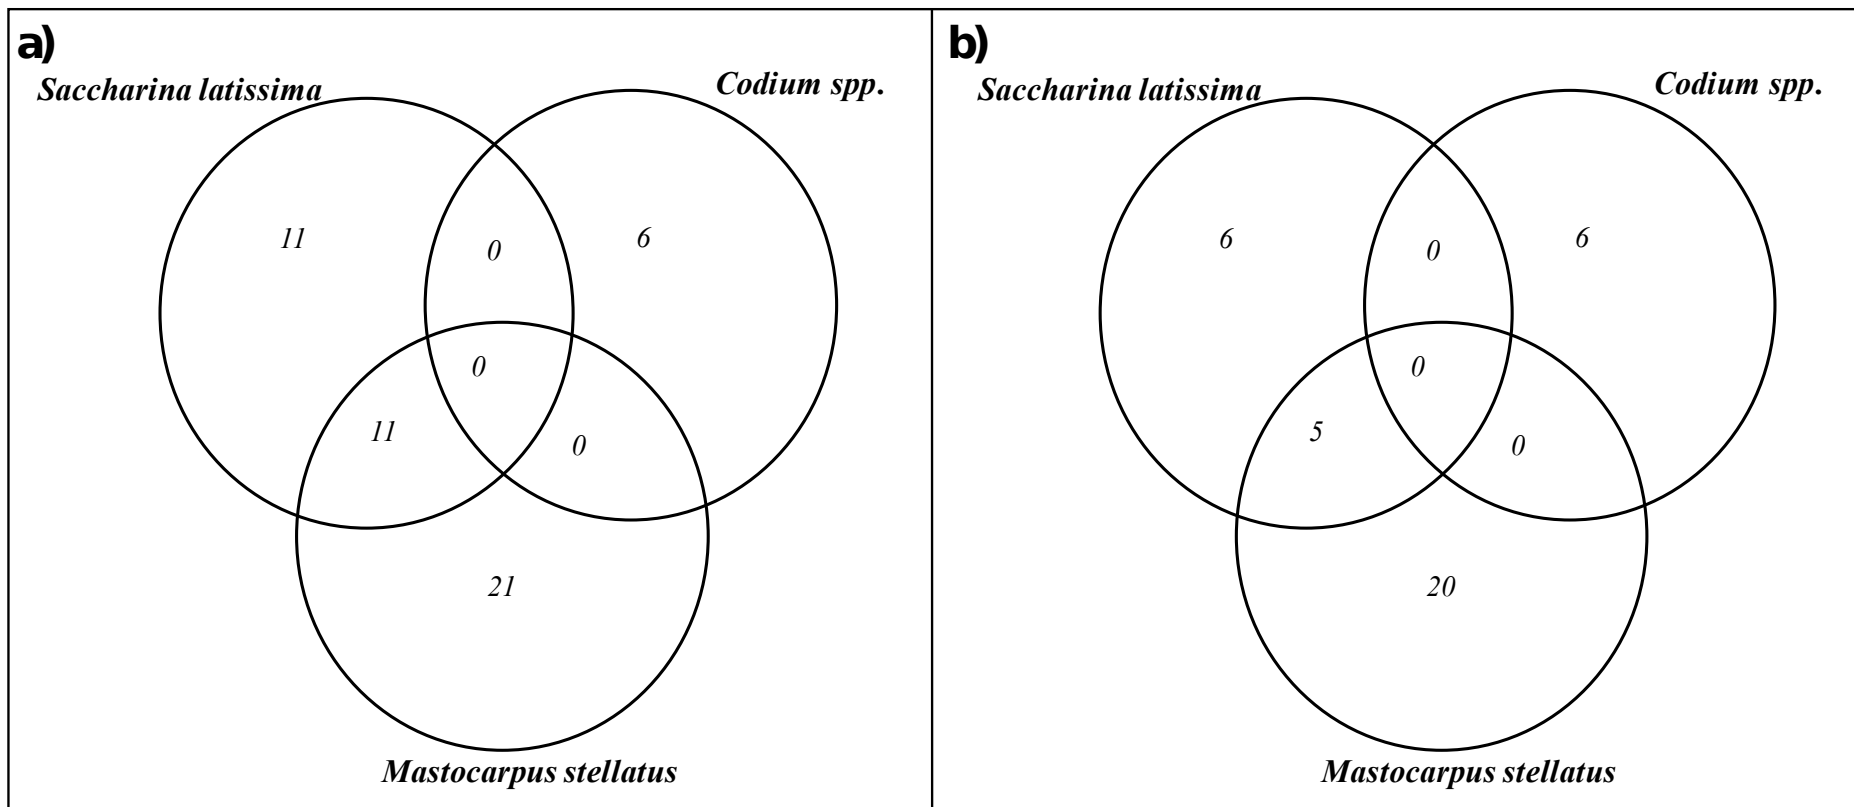 a)
Saccharina latissima
Codium spp.
11
0
6
0
11
0
21
Mastocarpus stellatus
b)
Saccharina latissima
Codium spp.
6
0
6
0
5
0
20
Mastocarpus stellatus